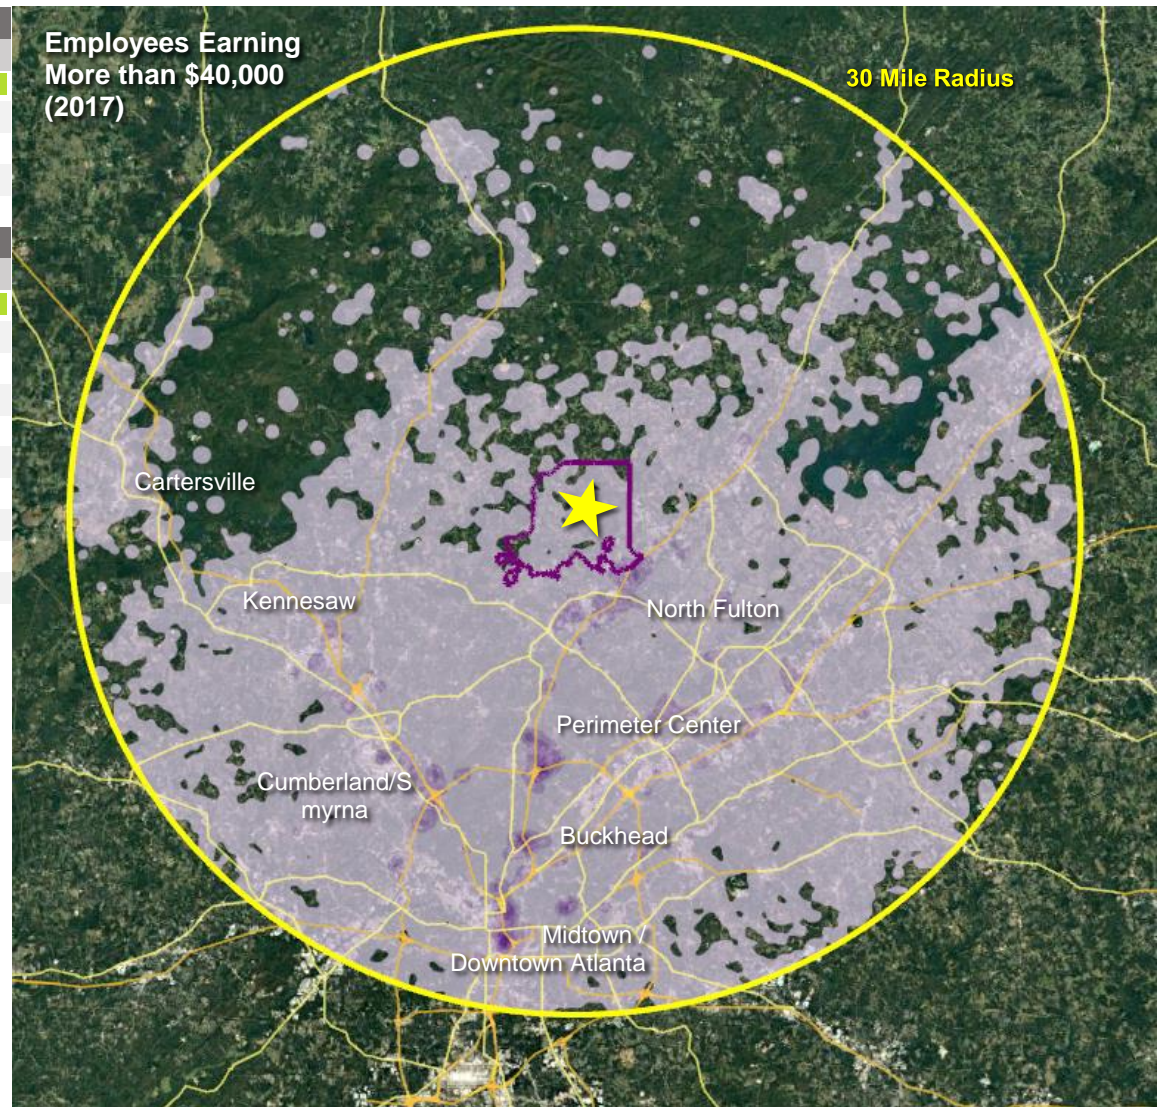 Employees Earning
More than $40,000
(2017)
30 Mile Radius
Cartersville
Kennesaw
North Fulton
Perimeter Center
Cumberland/S
myrna
Buckhead
Midtown /
Downtown Atlanta